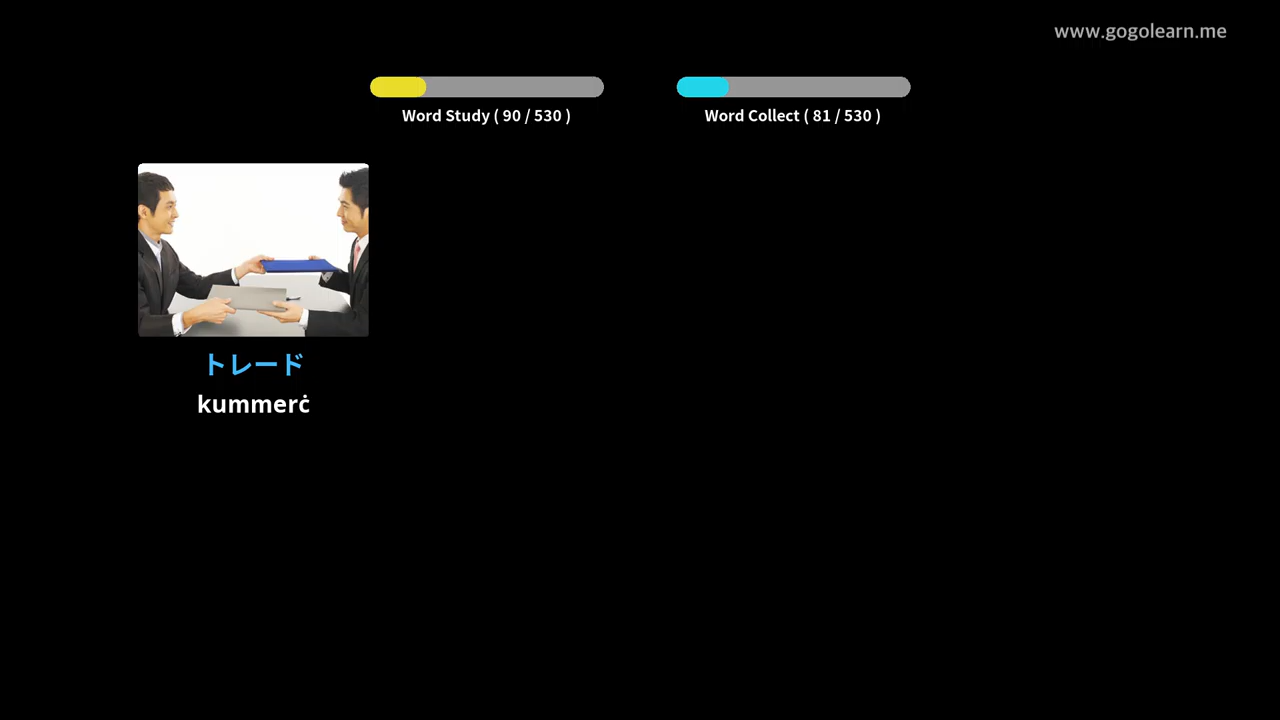 www.gogolearn.me
Word Study ( 90 / 530 )
Word Collect ( 81 / 530 )
トレード
kummerċ